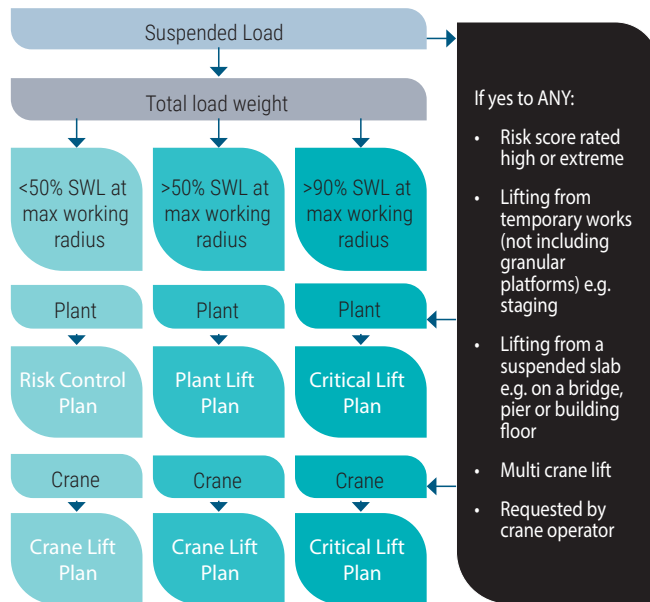 Suspended Load
Total load weight
<50% SWL at
max working
radius
>50% SWL at
max working
radius
>90% SWL at
max working
radius
Plant
Plant
Plant
Risk Control
Plan
Plant Lift
Plan
Critical Lift
Plan
Crane
Crane
Crane
Crane Lift
Plan
Crane Lift
Plan
Critical Lift
Plan
If yes to ANY:
• Risk score rated
high or extreme
• Lifting from
temporary works
(not including
granular
platforms) e.g.
staging
• Lifting from a
suspended slab
e.g. on a bridge,
pier or building
floor
• Multi crane lift
• Requested by
crane operator